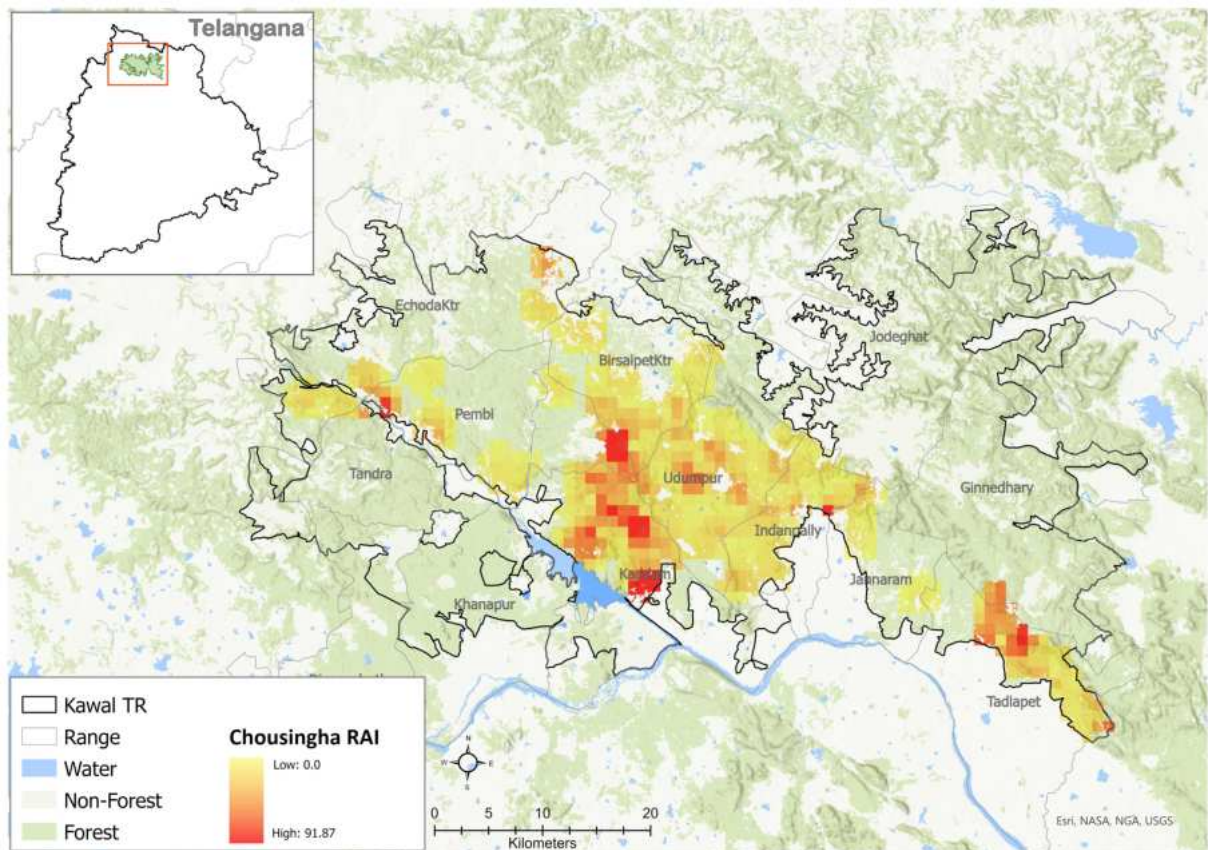 Telangana
EchodaKtr
Jodeghat
BirsaipetKtr
Pembi
Tandra
Udumpur
Ginnedhary
Indanpally
Jannaram
Khanapur
Tadlapet
Kawal TR
Range
Water
Non-Forest
Forest
Chousingha RAI
Low: 0.0
High: 91.87
N
W
E
S
0
5
10
20
Kilometers
Esri, NASA, NGA, USGS